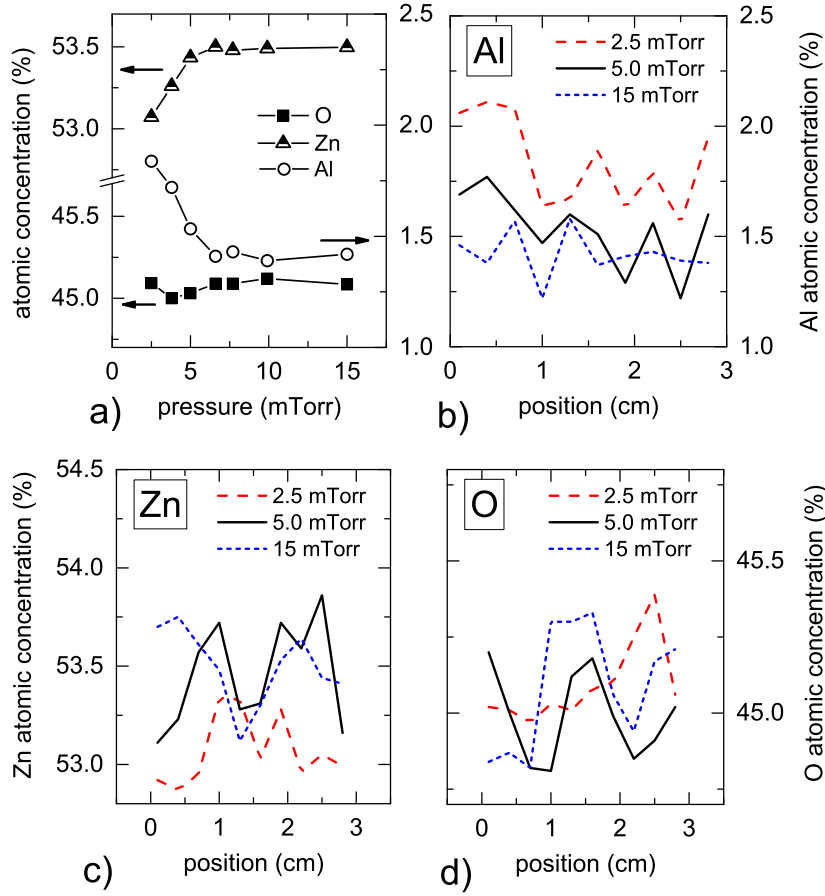 atomic concentration (%)
53.5
53.0
45.5
45.0
O
Zn
Al
2.5
2.0
1.5
1.0
0 5 10 15
pressure (mTorr)
a)
Al
2.5 mTorr
5.0 mTorr
15 mTorr
2.5
2.0
1.5
1.0
Al atomic concentration (%)
0 1 2 3
position (cm)
b)
Zn atomic concentration (%)
54.5
54.0
53.5
53.0
Zn
2.5 mTorr
5.0 mTorr
15 mTorr
0 1 2 3
position (cm)
c)
O
2.5 mTorr
5.0 mTorr
15 mTorr
45.5
45.0
O atomic concentration (%)
0 1 2 3
position (cm)
d)